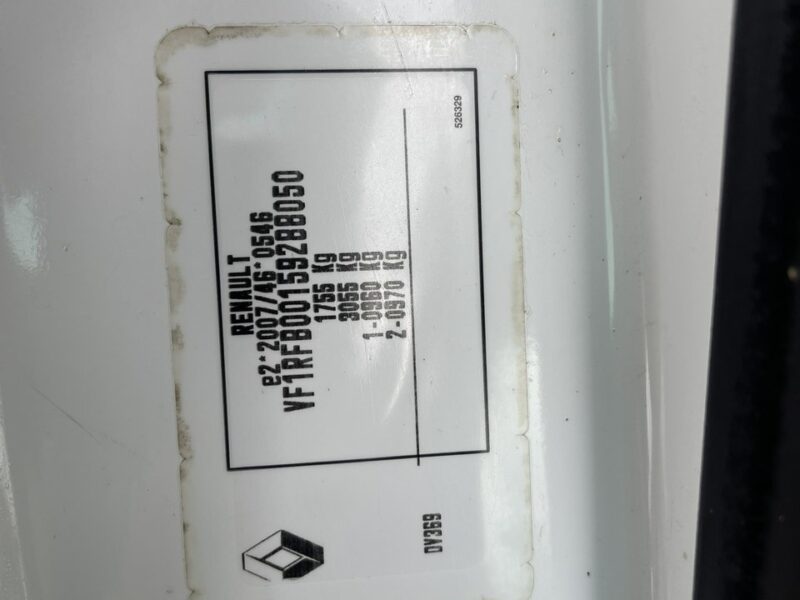 RENAULT
e2*2007/46*0546
VF1RFB00159288050
1755 Kg
3055 Kg
1-0960 Kg
2-0970 Kg
526329
DV369